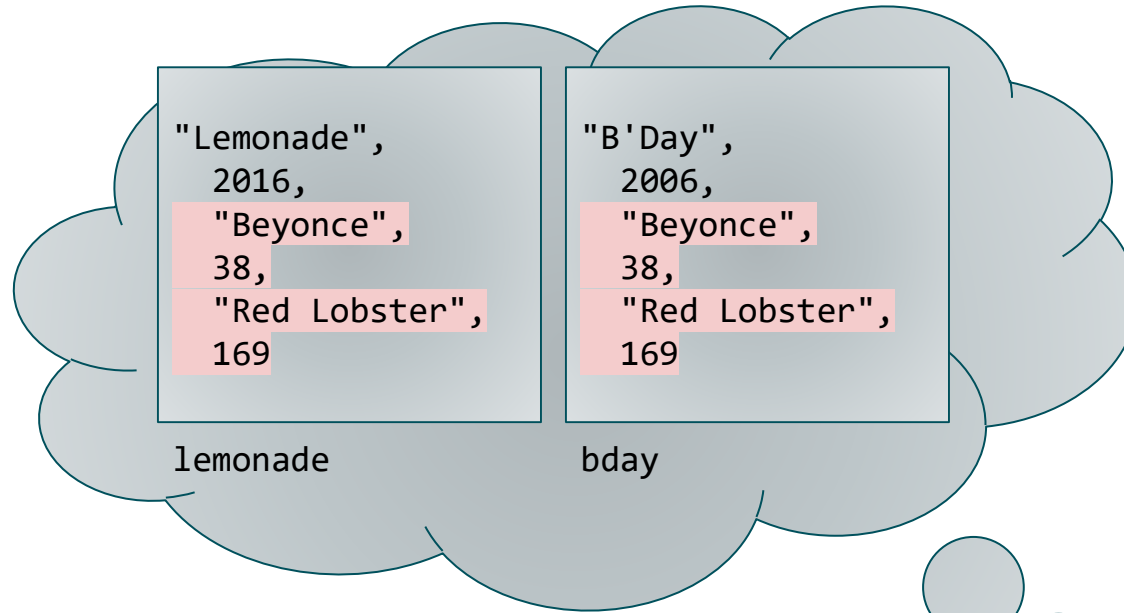 "Lemonade",
2016,
"Beyonce",
38,
"Red Lobster",
169
lemonade
"B'Day",
2006,
"Beyonce",
38,
"Red Lobster",
169
bday